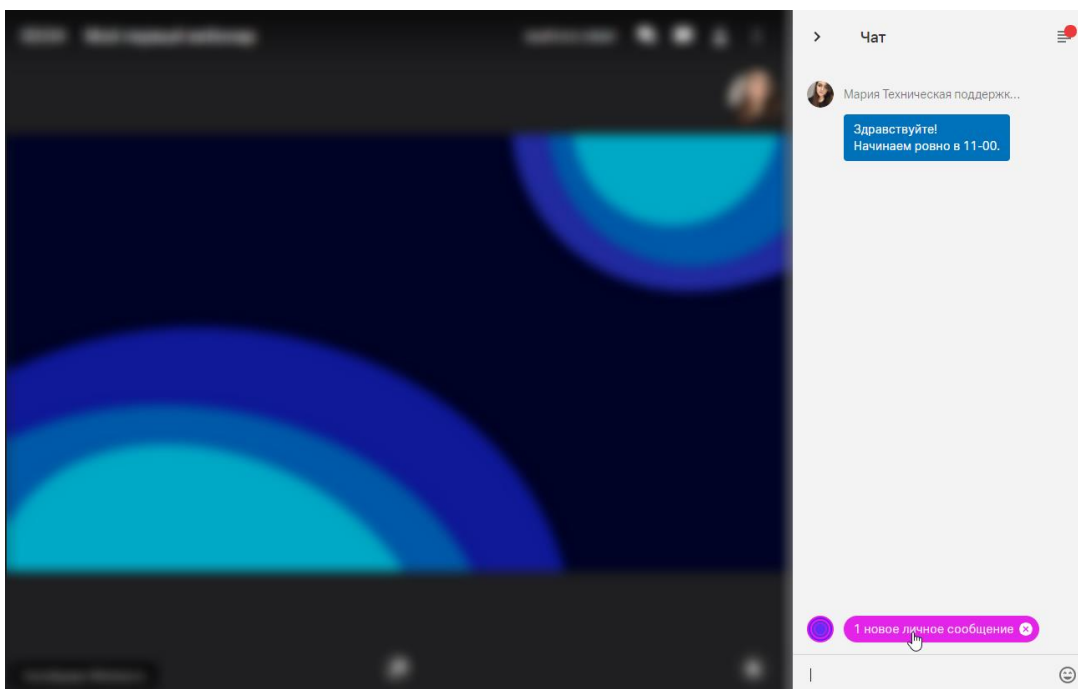 Чат
Мария Техническая поддержк...
Здравствуйте!
Начинаем ровно в 11-00.
1 новое личное сообщение